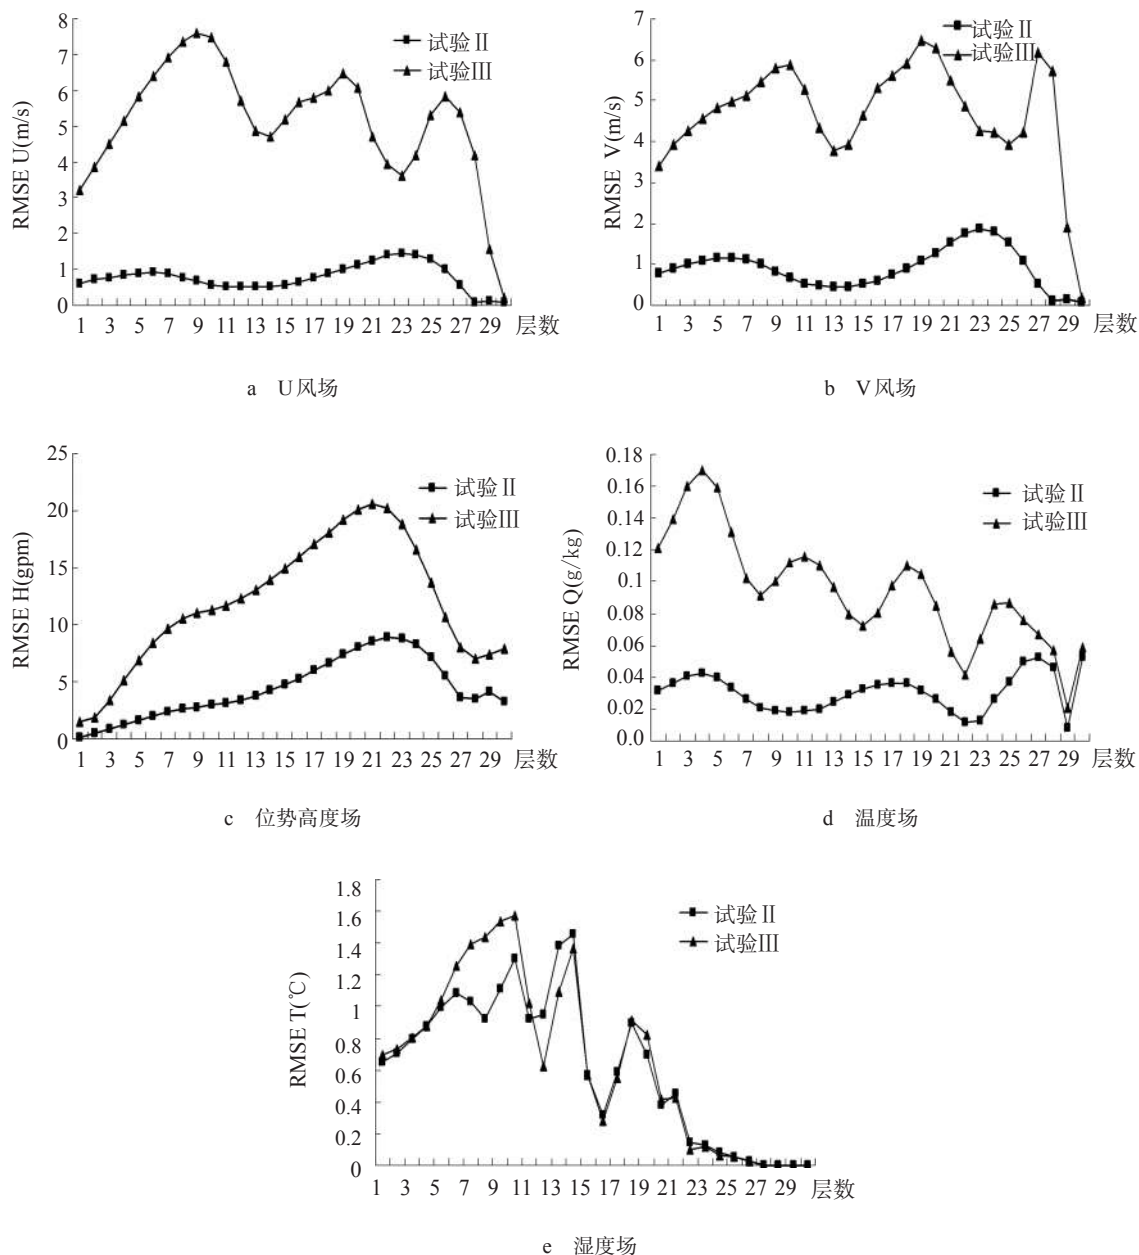 8
7
6
5
4
3
2
1
0
RMSE U(m/s)
试验Ⅱ
试验Ⅲ
1 3 5 7 9 11 13 15 17 19 21 23 25 27 29 层数
a U风场
7
6
5
4
3
2
1
0
RMSE V(m/s)
试验Ⅱ
试验Ⅲ
1 3 5 7 9 11 13 15 17 19 21 23 25 27 29 层数
b V风场
25
20
15
10
5
0
RMSE H(gpm)
试验Ⅱ
试验Ⅲ
1 3 5 7 9 11 13 15 17 19 21 23 25 27 29 层数
c 位势高度场
0.18
0.16
0.14
0.12
0.1
0.08
0.06
0.04
0.02
0.0
RMSE Q(g/kg)
试验Ⅱ
试验Ⅲ
1 3 5 7 9 11 13 15 17 19 21 23 25 27 29 层数
d 温度场
1.8
1.6
1.4
1.2
1
0.8
0.6
0.4
0.2
0
RMSE T(℃)
试验Ⅱ
试验Ⅲ
1 3 5 7 9 11 13 15 17 19 21 23 25 27 29 层数
e 湿度场